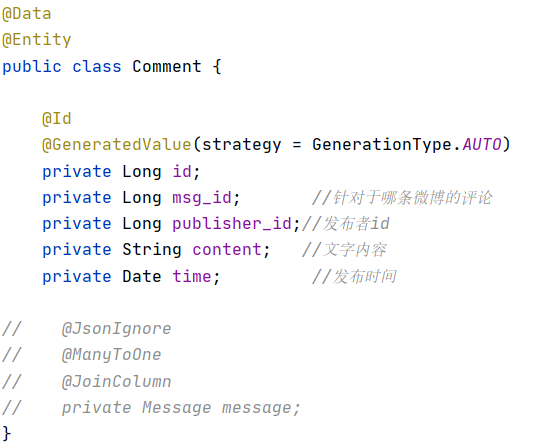 @Data
@Entity
public class Comment {
@Id
@GeneratedValue(strategy = GenerationType.AUTO)
private Long id;
private Long msg_id;       //针对于哪条微博的评论
private Long publisher_id;//发布者id
private String content;   //文字内容
private Date time;         //发布时间
//    @JsonIgnore
//    @ManyToOne
//    @JoinColumn
//    private Message message;
}